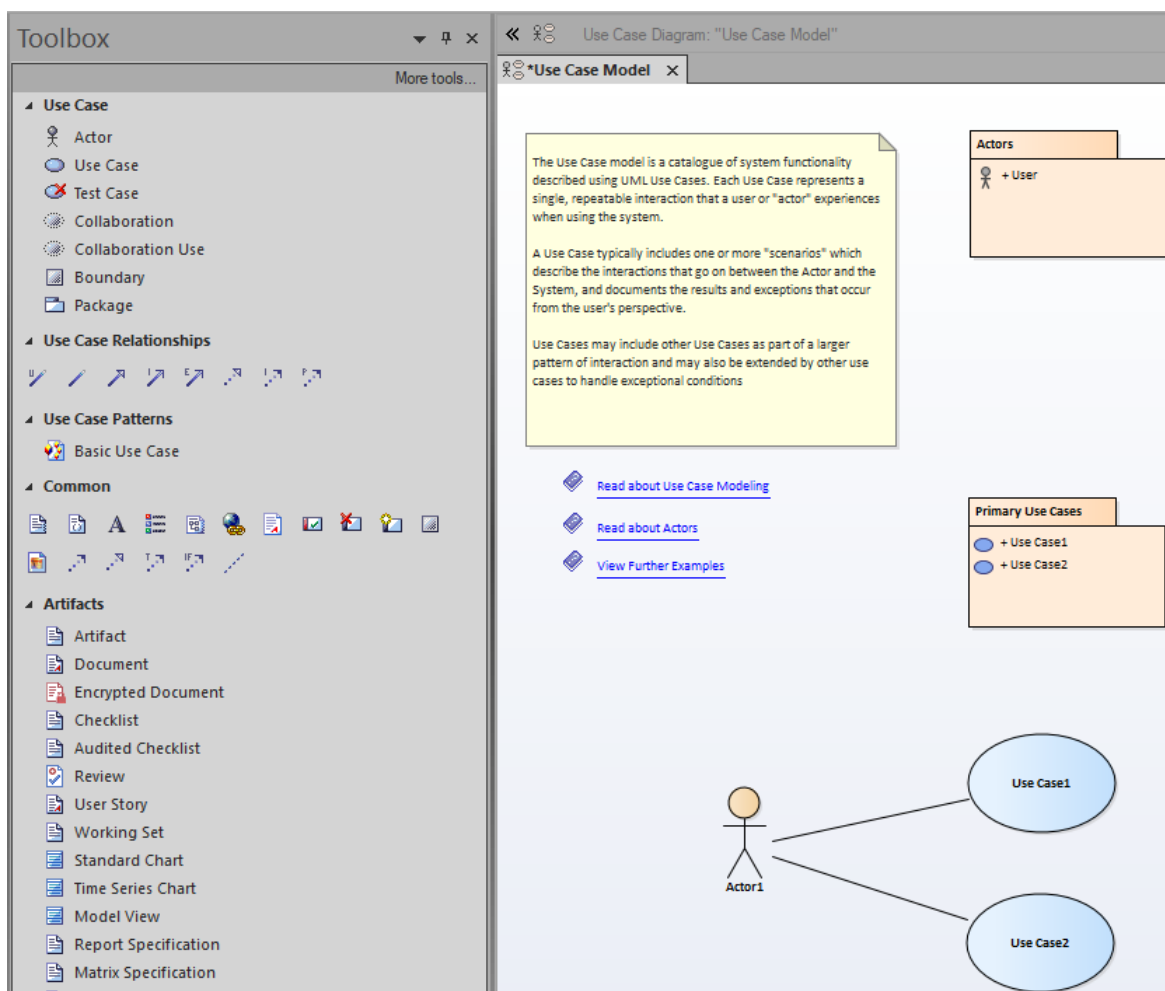 Toolbox
More tools...
Use Case
Actor
Use Case
Test Case
Collaboration
Collaboration Use
Boundary
Package
Use Case Relationships
U
I
E
I
P
Use Case Patterns
Basic Use Case
Common
A
T
IF
Artifacts
Artifact
Document
Encrypted Document
Checklist
Audited Checklist
Review
User Story
Working Set
Standard Chart
Time Series Chart
Model View
Report Specification
Matrix Specification
Use Case Diagram: "Use Case Model"
*Use Case Model
The Use Case model is a catalogue of system functionality
described using UML Use Cases. Each Use Case represents a
single, repeatable interaction that a user or "actor" experiences
when using the system.
A Use Case typically includes one or more "scenarios" which
describe the interactions that go on between the Actor and the
System, and documents the results and exceptions that occur
from the user's perspective.
Use Cases may include other Use Cases as part of a larger
pattern of interaction and may also be extended by other use
cases to handle exceptional conditions
Read about Use Case Modeling
Read about Actors
View Further Examples
Actors
+ User
Primary Use Cases
+ Use Case1
+ Use Case2
Use Case1
Actor1
Use Case2